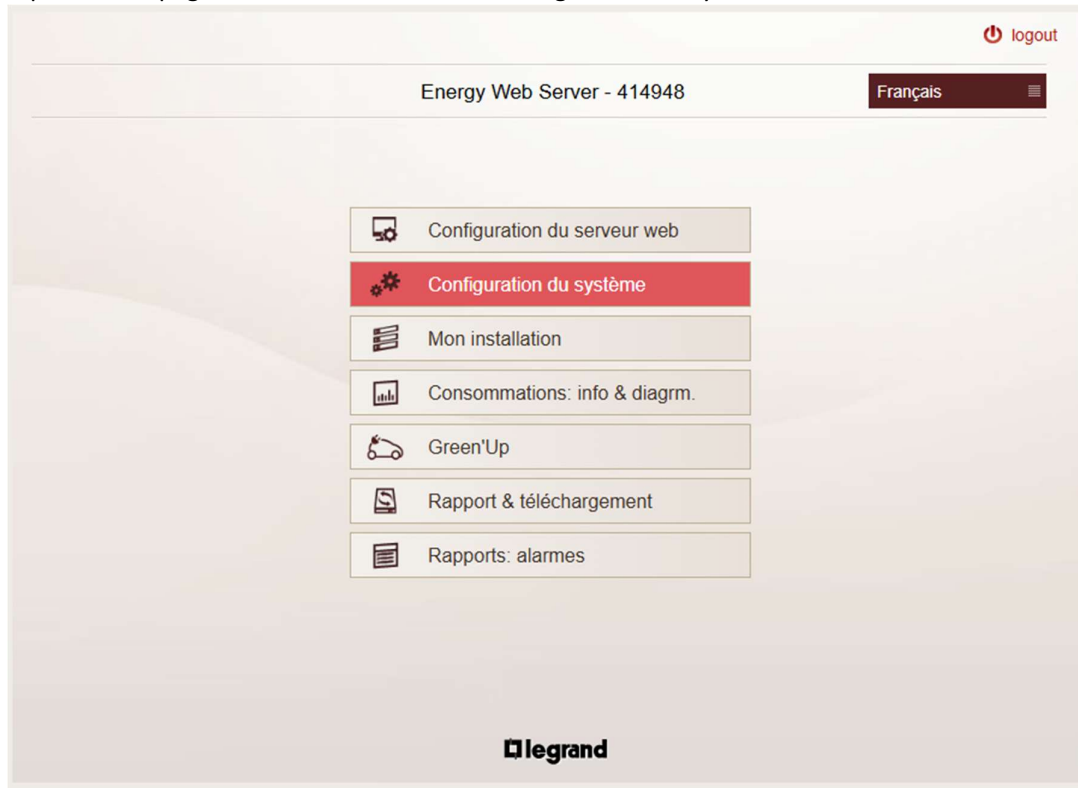 logout
Energy Web Server - 414948
Français
Configuration du serveur web
Configuration du système
Mon installation
Consommations: info & diagrm.
Green'Up
Rapport & téléchargement
Rapports: alarmes
legrand